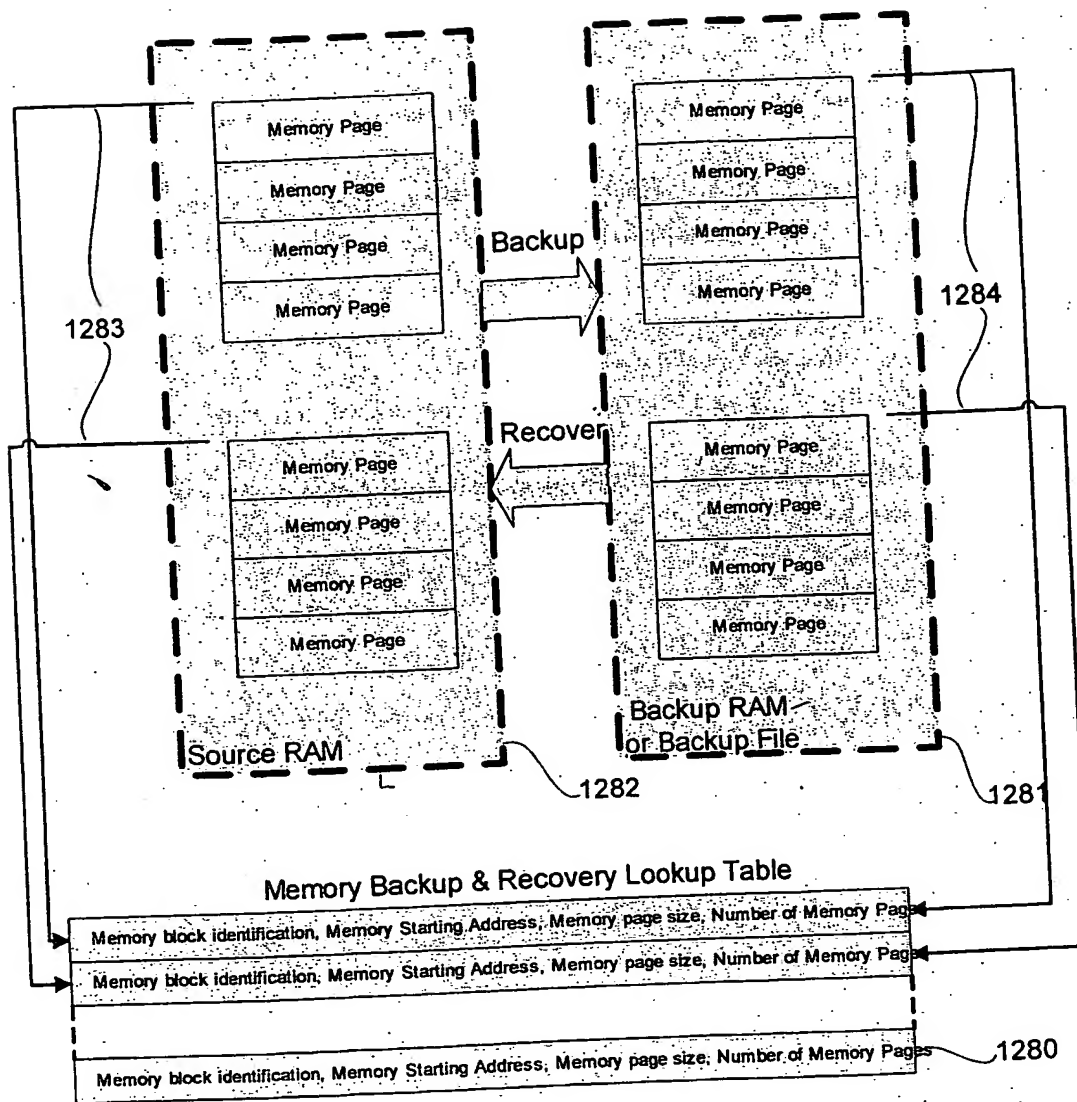 Memory Page
Memory Page
Memory Page
Memory Page
Memory Page
Memory Page
Memory Page
Memory Page
Backup
1283
1284
Recover
Memory Page
Memory Page
Memory Page
Memory Page
Memory Page
Memory Page
Memory Page
Memory Page
Source RAM
Backup RAM
or Backup File
1282
1281
Memory Backup & Recovery Lookup Table
Memory block identification, Memory Starting Address, Memory page size, Number of Memory Pages
Memory block identification, Memory Starting Address, Memory page size, Number of Memory Pages
Memory block identification, Memory Starting Address, Memory page size, Number of Memory Pages
1280